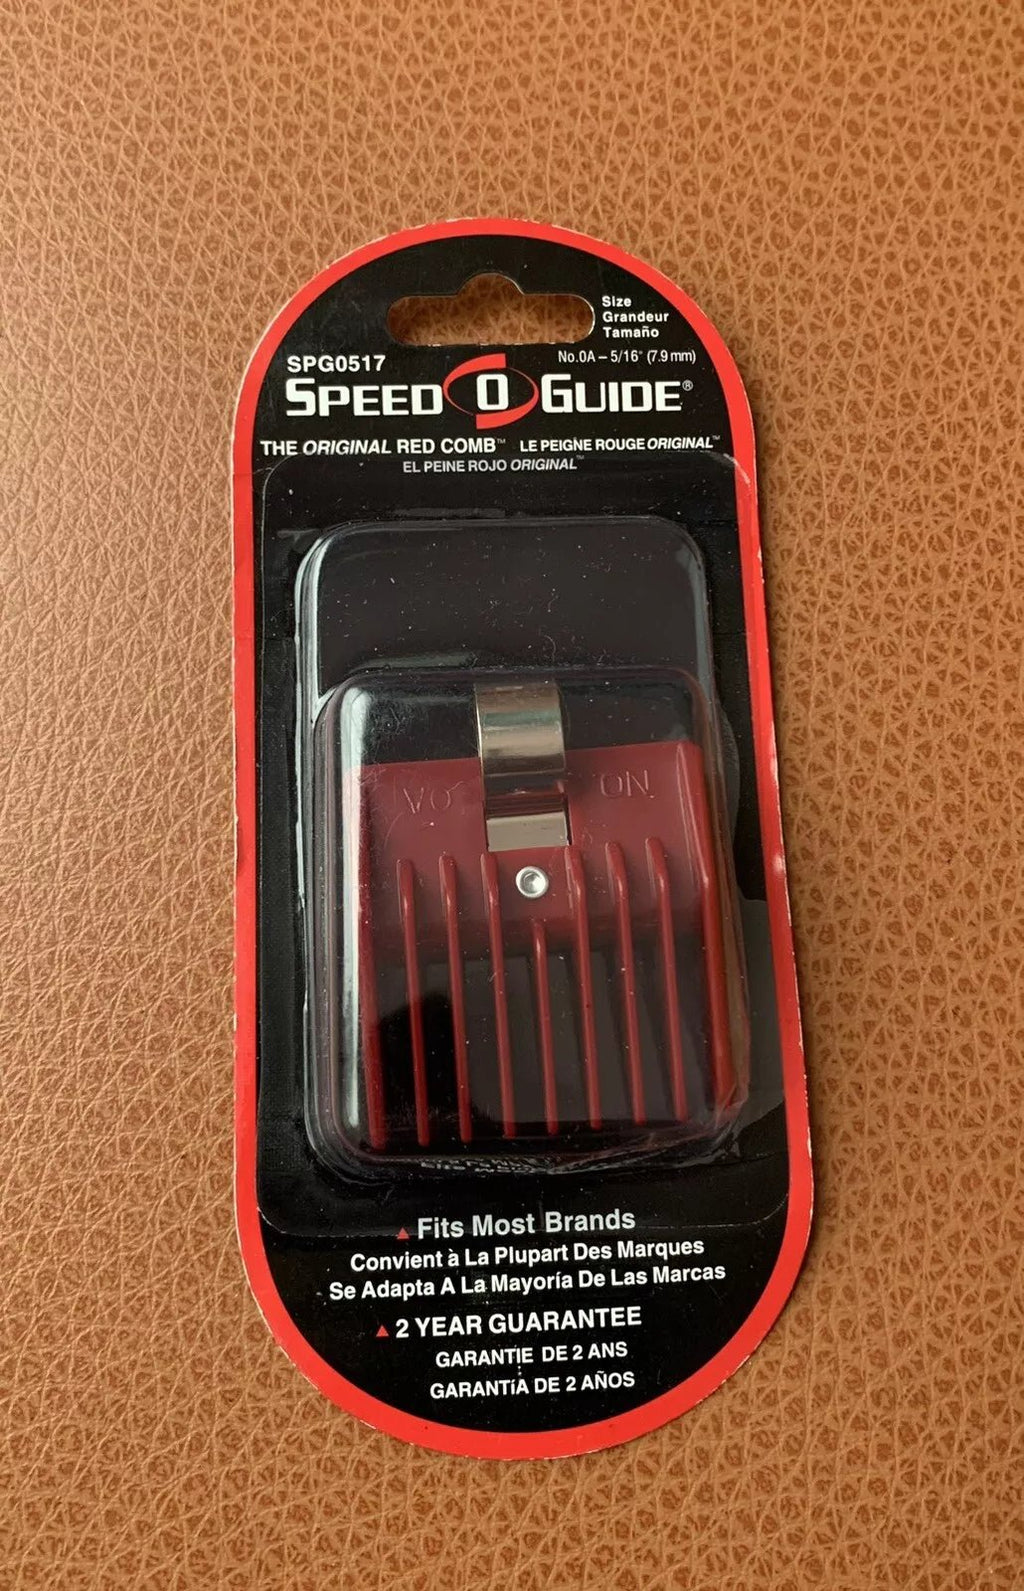 Size
Grandeur
Tamaño
No.0A – 5/16" (7.9 mm)
SPG0517
SPEED O GUIDE®
THE ORIGINAL RED COMB™ LE PEIGNE ROUGE ORIGINAL™
EL PEINE ROJO ORIGINAL™
0A NO
Fits Most Brands
Convient à La Plupart Des Marques
Se Adapta A La Mayoría De Las Marcas
2 YEAR GUARANTEE
GARANTIE DE 2 ANS
GARANTíA DE 2 AÑOS